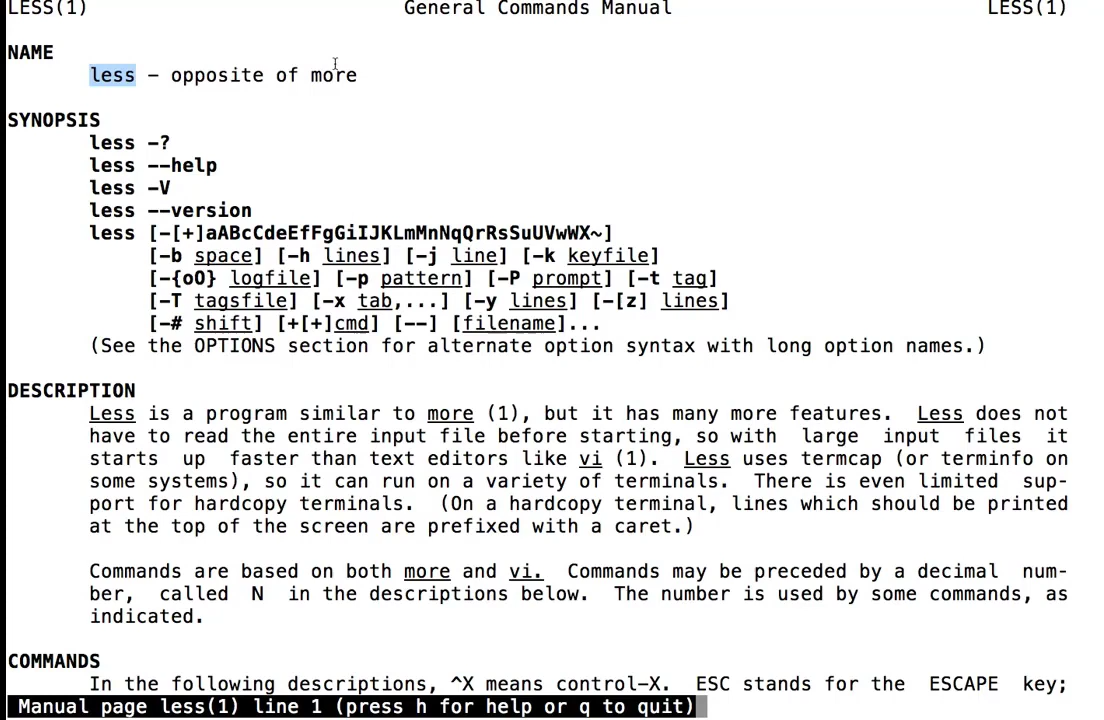 LESS(1) General Commands Manual LESS(1)
NAME
less - opposite of more
SYNOPSIS
less -?
less --help
less -V
less --version
less [-[+]aABcCdeEfFgGiIJKLmMnNqQrRsSuUVwWX~]
[-b space] [-h lines] [-j line] [-k keyfile]
[-{oO} logfile] [-p pattern] [-P prompt] [-t tag]
[-T tagsfile] [-x tab,...] [-y lines] [-[z] lines]
[-# shift] [+[+]cmd] [--] [filename]...
(See the OPTIONS section for alternate option syntax with long option names.)
DESCRIPTION
Less is a program similar to more (1), but it has many more features. Less does not
have to read the entire input file before starting, so with large input files it
starts up faster than text editors like vi (1). Less uses termcap (or terminfo on
some systems), so it can run on a variety of terminals. There is even limited sup-
port for hardcopy terminals. (On a hardcopy terminal, lines which should be printed
at the top of the screen are prefixed with a caret.)
Commands are based on both more and vi. Commands may be preceded by a decimal num-
ber, called N in the descriptions below. The number is used by some commands, as
indicated.
COMMANDS
In the following descriptions, ^X means control-X. ESC stands for the ESCAPE key;
Manual page less(1) line 1 (press h for help or q to quit)